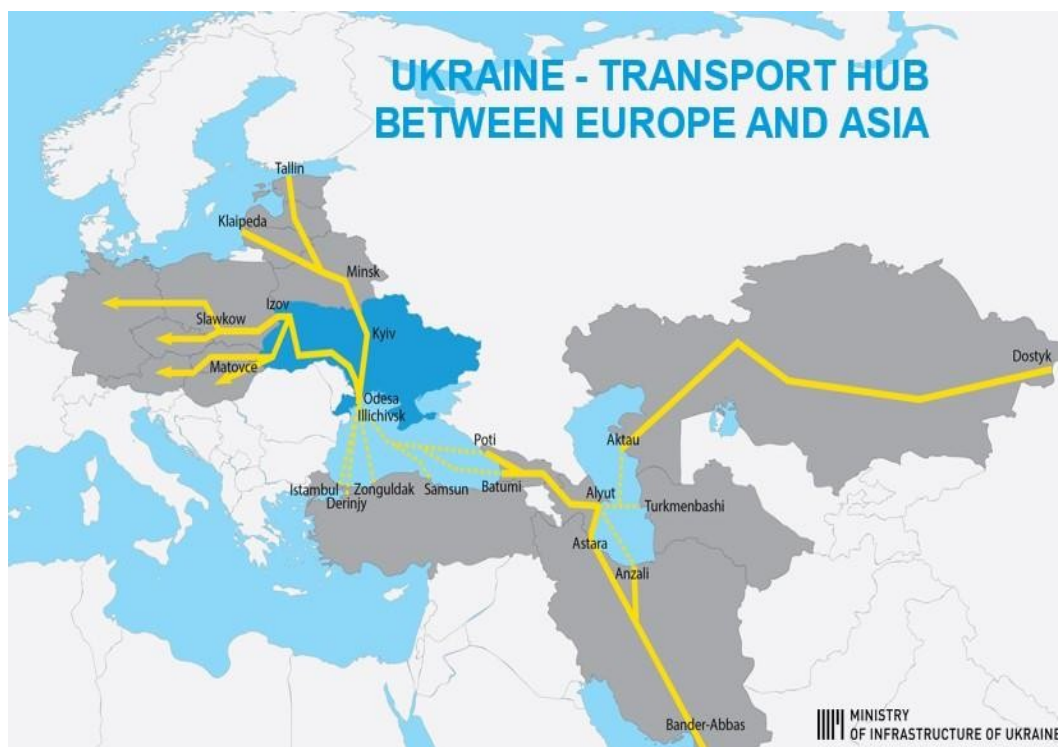 UKRAINE - TRANSPORT HUB
BETWEEN EUROPE AND ASIA
Tallin
Klaipeda
Minsk
Izov
Slawkow
Kyiv
Matovce
Dostyk
Odesa
Illichivsk
Poti
Aktau
Istambul
Zonguldak
Samsun
Batumi
Alyut
Turkmenbashi
Derinjy
Astara
Anzali
Bander-Abbas
MINISTRY
OF INFRASTRUCTURE OF UKRAINE